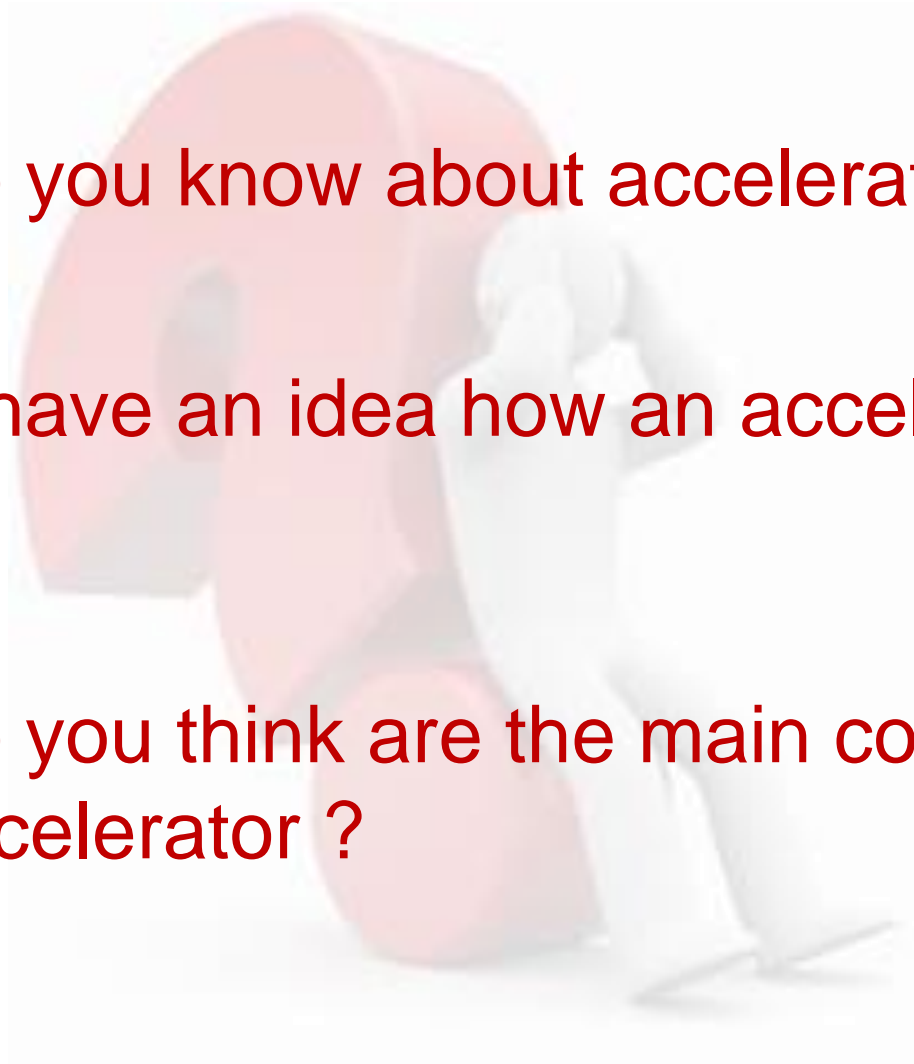 you know about accelerat
have an idea how an accel
you think are the main co
celerator ?